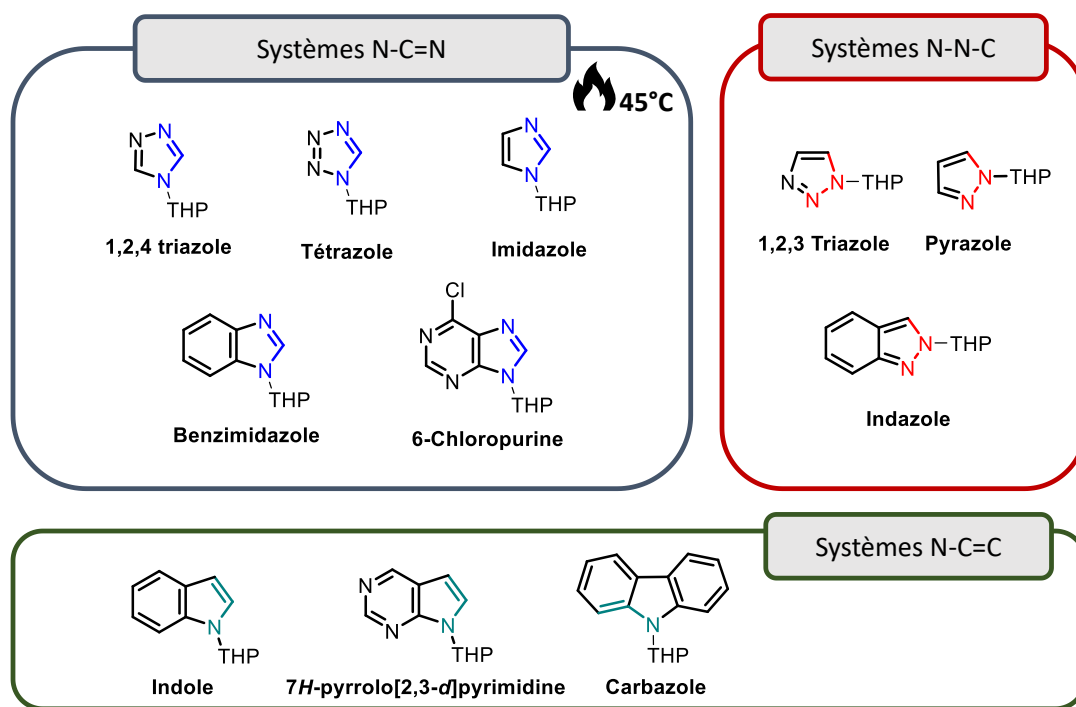 Systèmes N-C=N
45°C
N N N THP
1,2,4 triazole
N N N N THP
Tétrazole
N N THP
Imidazole
N N THP
Benzimidazole
Cl N N N N THP
6-Chloropurine
Systèmes N-N-C
N N N THP
1,2,3 Triazole
N N THP
Pyrazole
N N THP
Indazole
Systèmes N-C=C
N THP
Indole
N N N THP
7H-pyrrolo[2,3-d]pyrimidine
N THP
Carbazole